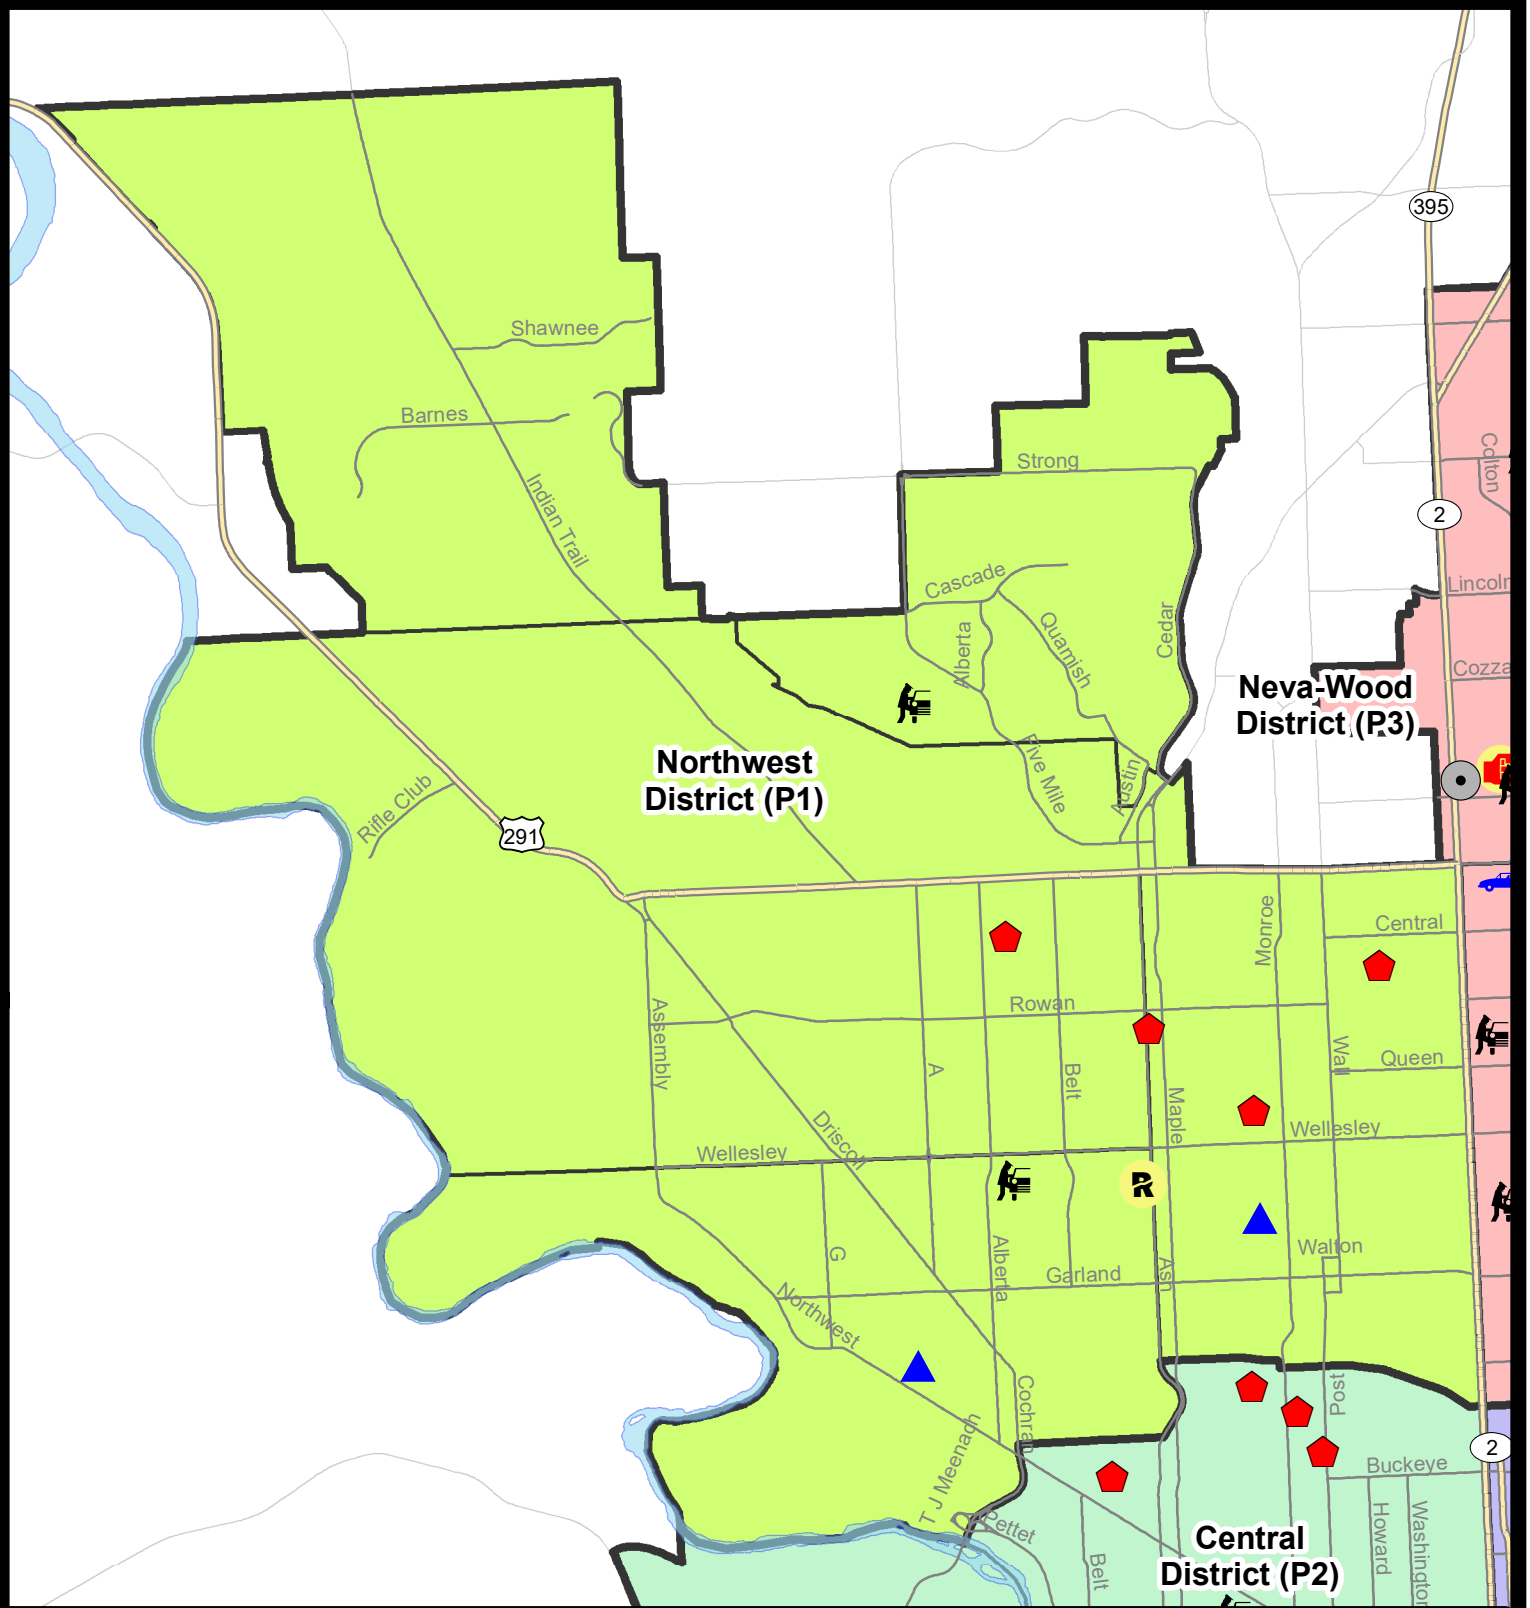 395
Shawnee
Barnes
Colton
Strong
Indian Trail
2
Cascade
Lincoln
Alberta
Quamish
Cedar
Cozza
Neva-Wood
District (P3)
Northwest
District (P1)
Five Mile
Austin
Rifle Club
291
Monroe
Central
Assembly
Rowan
A
Belt
Wall
Queen
Maple
Driscoll
Wellesley
Wellesley
R
G
Alberta
Walton
Garland
Ash
Northwest
Cochran
Post
T J Meenach
2
Buckeye
Pettet
Howard
Washington
Central
District (P2)
Belt